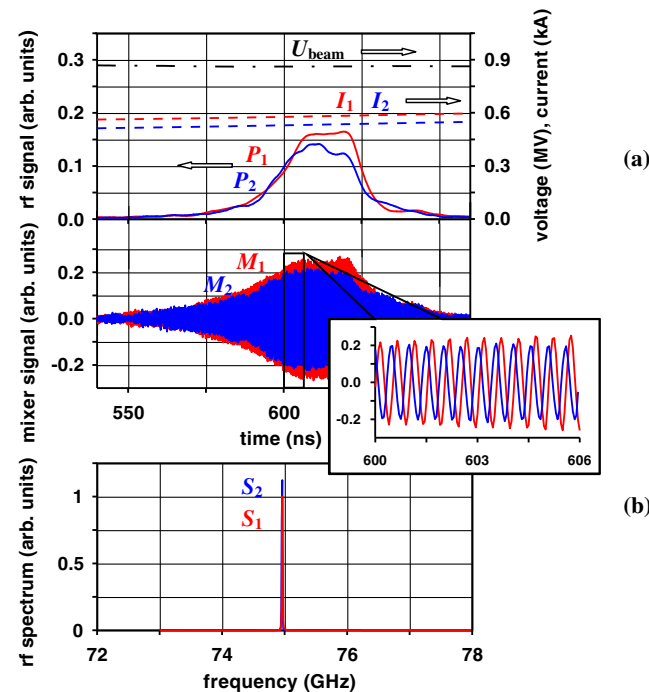 rf signal (arb. units)
0.3
0.2
0.1
0.0
U_beam
I_1 I_2
P_1
P_2
0.9
0.6
0.3
0.0
voltage (MV), current (kA)
(a)
mixer signal (arb. units)
0.2
0.0
-0.2
M_1
M_2
550
600
time (ns)
0.2
0.0
-0.2
600
603
606
rf spectrum (arb. units)
1
0.5
0
S_2
S_1
(b)
72
74
76
78
frequency (GHz)